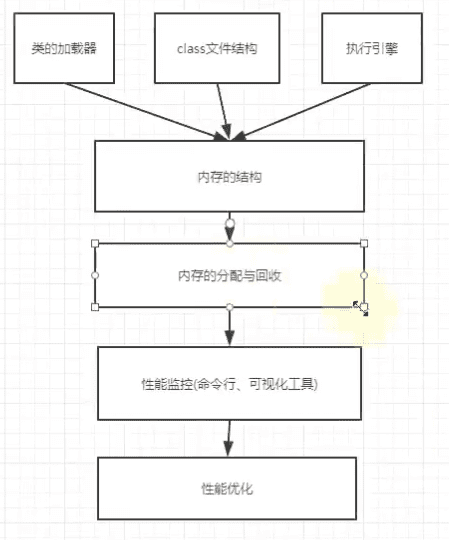 类的加载器
class文件结构
执行引擎
内存的结构
内存的分配与回收
性能监控(命令行、可视化工具)
性能优化